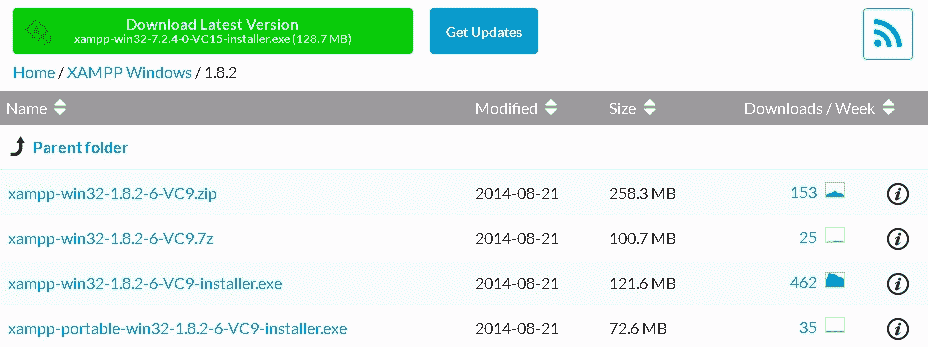 Download Latest Version
xampp-win32-7.2.4-0-VC15-installer.exe (128.7 MB)
Get Updates
Home / XAMPP Windows / 1.8.2
Name Modified Size Downloads / Week
Parent folder
xampp-win32-1.8.2-6-VC9.zip 2014-08-21 258.3 MB 153
xampp-win32-1.8.2-6-VC9.7z 2014-08-21 100.7 MB 25
xampp-win32-1.8.2-6-VC9-installer.exe 2014-08-21 121.6 MB 462
xampp-portable-win32-1.8.2-6-VC9-installer.exe 2014-08-21 72.6 MB 35